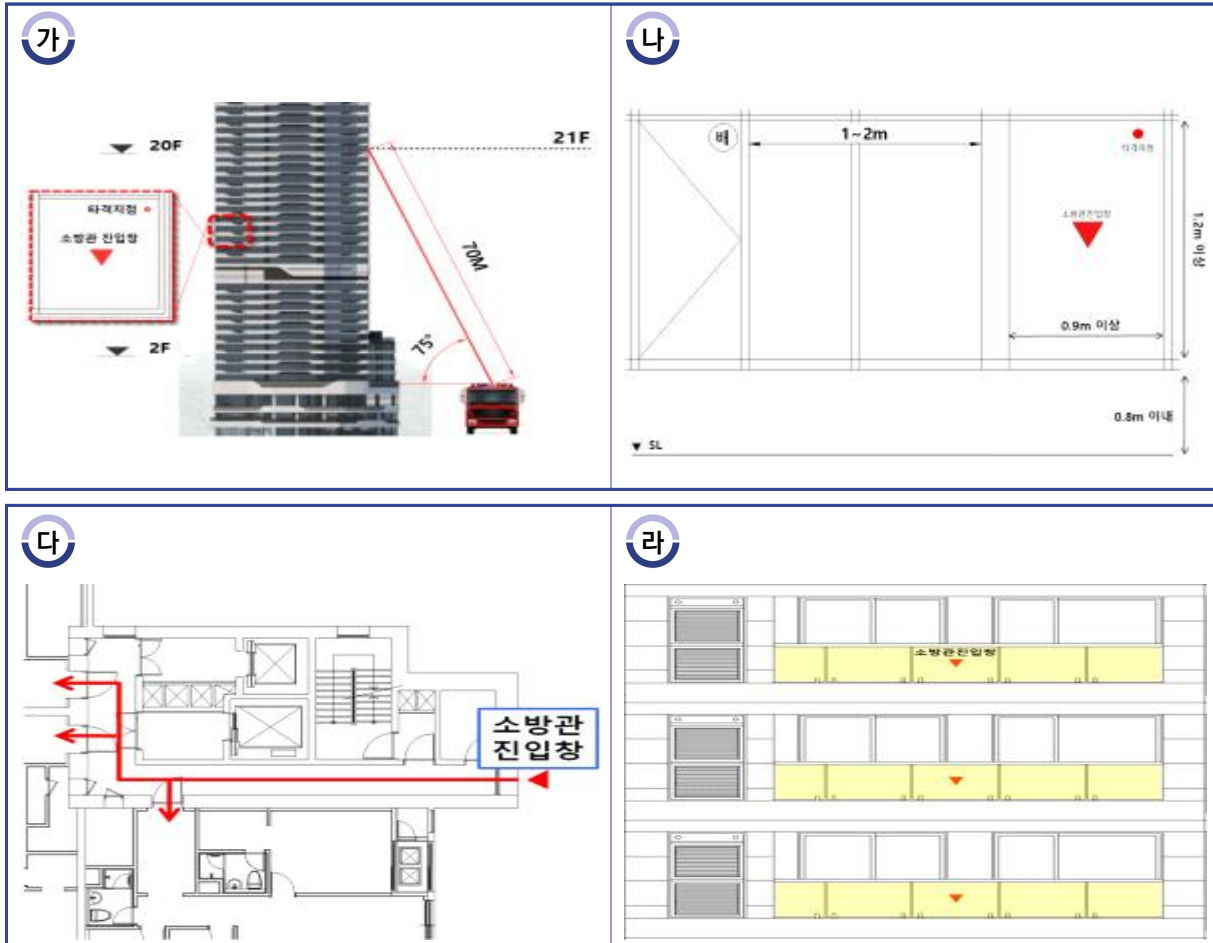 가
20F
21F
타격지점
소방관 진입창
70M
75°
2F
나
배
1~2m
타격지점
소방관진입창
1.2m 이상
0.9m 이상
0.8m 이내
SL
다
소방관
진입창
라
소방관진입창